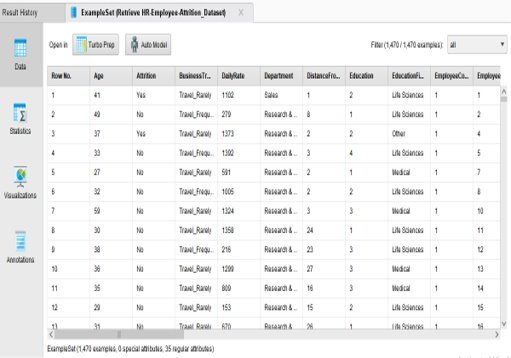 Result History ExampleSet (Retrieve HR-Employee-Attrition_Dataset)
Open in Turbo Prep Auto Model Filter (1,470 / 1,470 examples): all
Row No. Age Attrition BusinessTr... DailyRate Department DistanceFro... Education EducationFi... EmployeeCo... Employee
1 41 Yes Travel_Rarely 1102 Sales 1 2 Life Sciences 1 1
2 49 No Travel_Frequ... 279 Research & ... 8 1 Life Sciences 1 2
3 37 Yes Travel_Rarely 1373 Research & ... 2 2 Other 1 4
4 33 No Travel_Frequ... 1392 Research & ... 3 4 Life Sciences 1 5
5 27 No Travel_Rarely 591 Research & ... 2 1 Medical 1 7
6 32 No Travel_Frequ... 1005 Research & ... 2 2 Life Sciences 1 8
7 59 No Travel_Rarely 1324 Research & ... 3 3 Medical 1 10
8 30 No Travel_Rarely 1358 Research & ... 24 1 Life Sciences 1 11
9 38 No Travel_Frequ... 216 Research & ... 23 3 Life Sciences 1 12
10 36 No Travel_Rarely 1299 Research & ... 27 3 Medical 1 13
11 35 No Travel_Rarely 809 Research & ... 16 3 Medical 1 14
12 29 No Travel_Rarely 153 Research & ... 15 2 Life Sciences 1 15
13 31 No Travel_Rarely 670 Research & ... 26 1 Life Sciences 1 16
Data
Statistics
Visualizations
Annotations
ExampleSet (1,470 examples, 0 special attributes, 35 regular attributes)